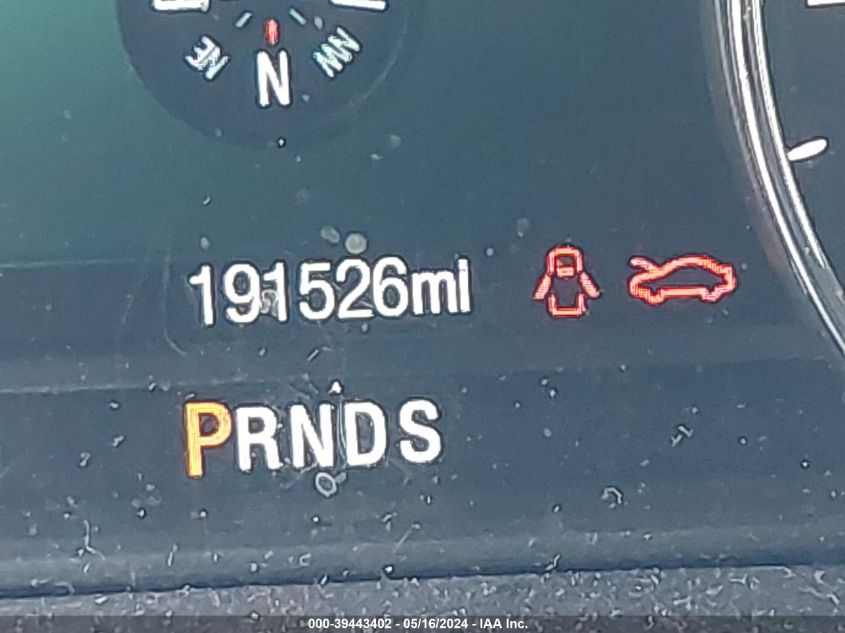 NE
N
NW
191526mi
PRNDS
000-39443402 - 05/16/2024 - IAA Inc.